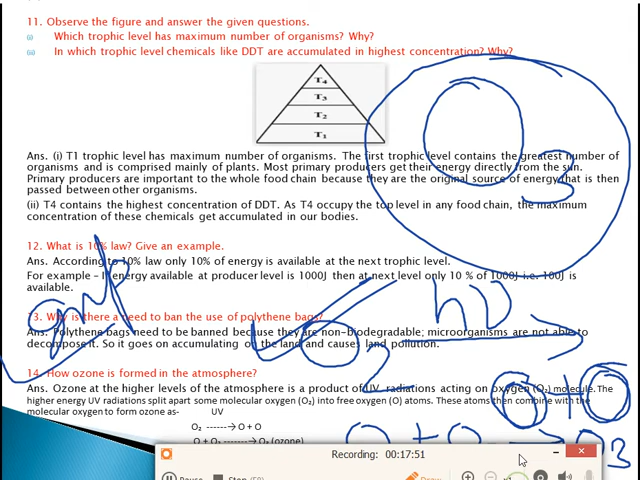 11. Observe the figure and answer the given questions.
(i) Which trophic level has maximum number of organisms? Why?
(ii) In which trophic level chemicals like DDT are accumulated in highest concentration? Why?
T₄
T₃
T₂
T₁
Ans. (i) T1 trophic level has maximum number of organisms. The first trophic level contains the greatest number of
organisms and is comprised mainly of plants. Most primary producers get their energy directly from the sun.
Primary producers are important to the whole food chain because they are the original source of energy that is then
passed between other organisms.
(ii) T4 contains the highest concentration of DDT. As T4 occupy the top level in any food chain, the maximum
concentration of these chemicals get accumulated in our bodies.
O3
12. What is 10% law? Give an example.
Ans. According to 10% law only 10% of energy is available at the next trophic level.
For example – If energy available at producer level is 1000J then at next level only 10 % of 1000J i.e. 100J is
available.
13. Why is there a need to ban the use of polythene bags?
Ans. Polythene bags need to be banned because they are non-biodegradable; microorganisms are not able to
decompose it. So it goes on accumulating on the land and causes land pollution.
O2
14. How ozone is formed in the atmosphere?
Ans. Ozone at the higher levels of the atmosphere is a product of UV radiations acting on oxygen (O₂) molecule. The
higher energy UV radiations split apart some molecular oxygen (O₂) into free oxygen (O) atoms. These atoms then combine with the
molecular oxygen to form ozone as- UV
O + O
O₂ ------→ O + O
O + O₂ -------→ O₃ (ozone)
O + O O3
Recording: 00:17:51
Pause Stop (F8) Draw